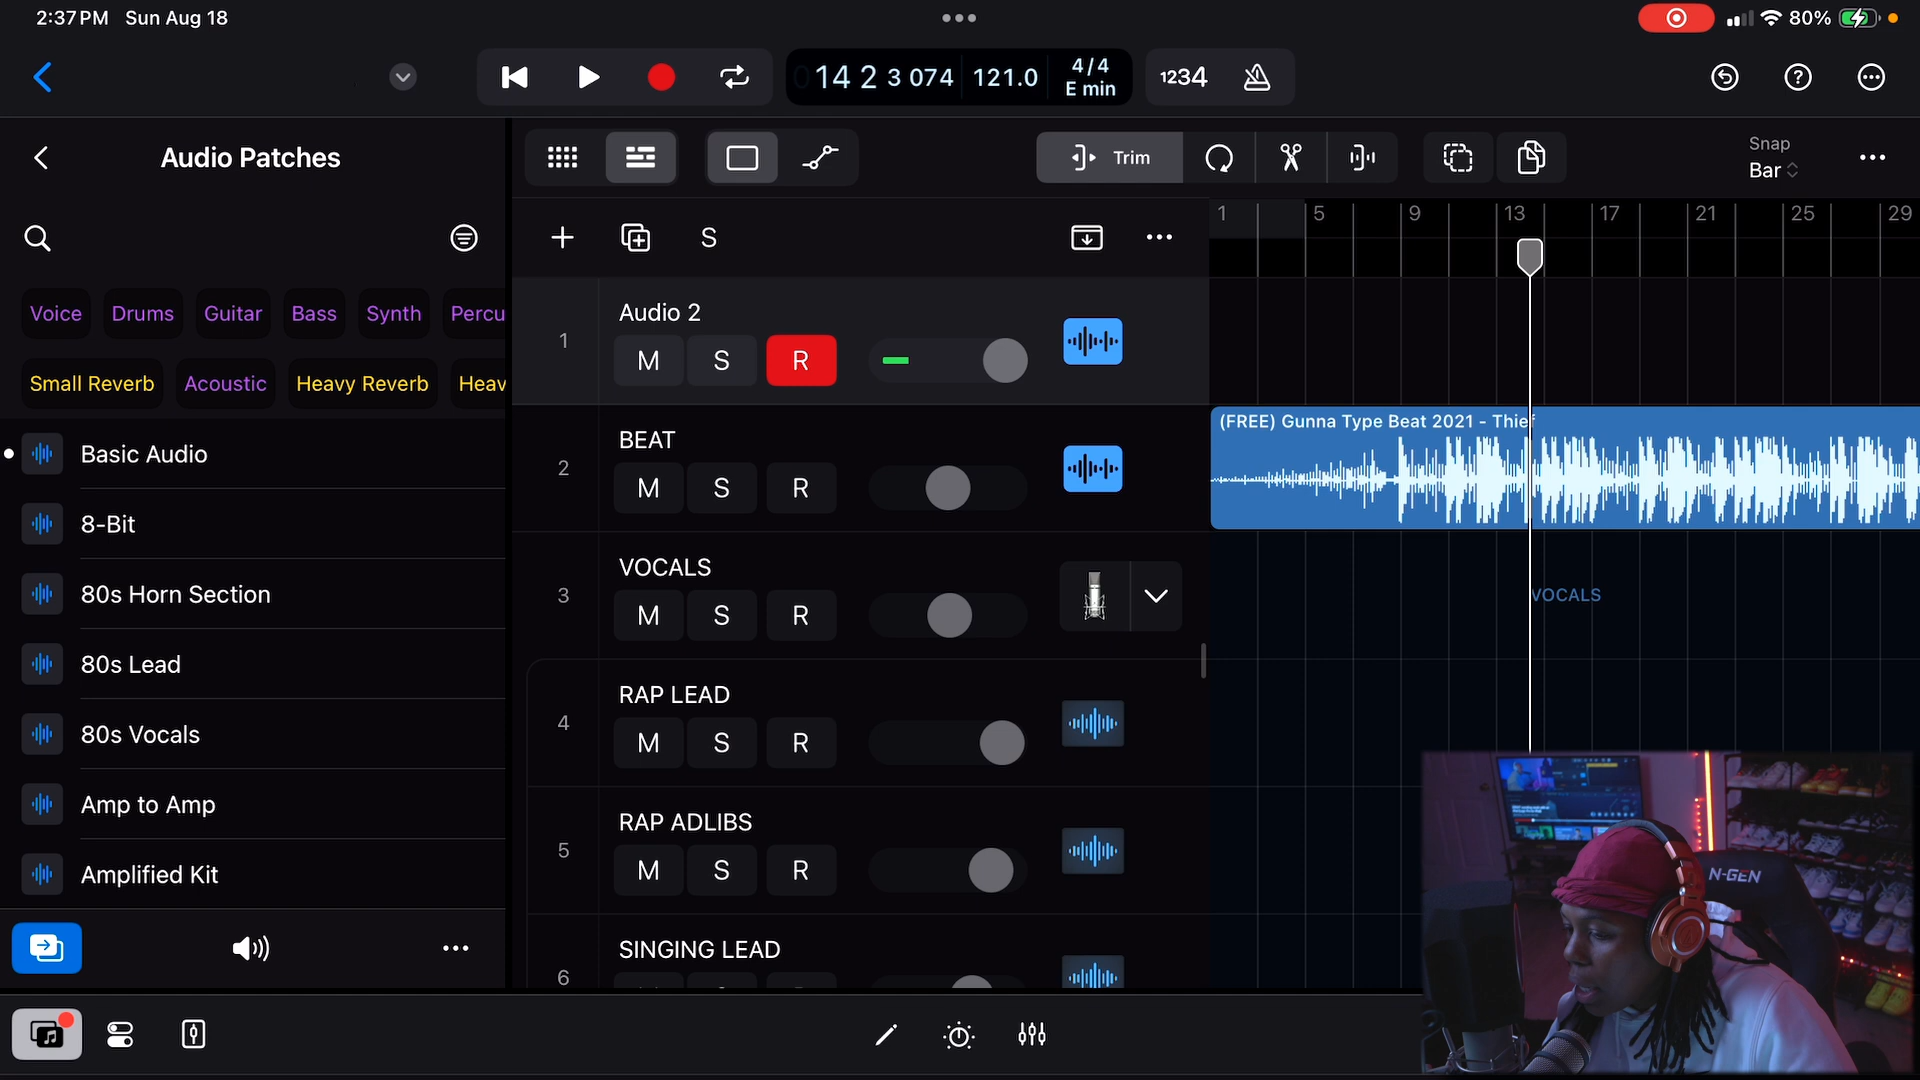 2:37 PM Sun Aug 18
80%
14 2 3 074 121.0 4/4 E min
1234
Audio Patches
Trim
Snap
Bar
S
1 5 9 13 17 21 25 29
Voice Drums Guitar Bass Synth Percu
Small Reverb Acoustic Heavy Reverb Heav
Basic Audio
8-Bit
80s Horn Section
80s Lead
80s Vocals
Amp to Amp
Amplified Kit
1
Audio 2
M S R
2
BEAT
M S R
(FREE) Gunna Type Beat 2021 - Thief
3
VOCALS
M S R
VOCALS
4
RAP LEAD
M S R
5
RAP ADLIBS
M S R
6
SINGING LEAD
N-GEN